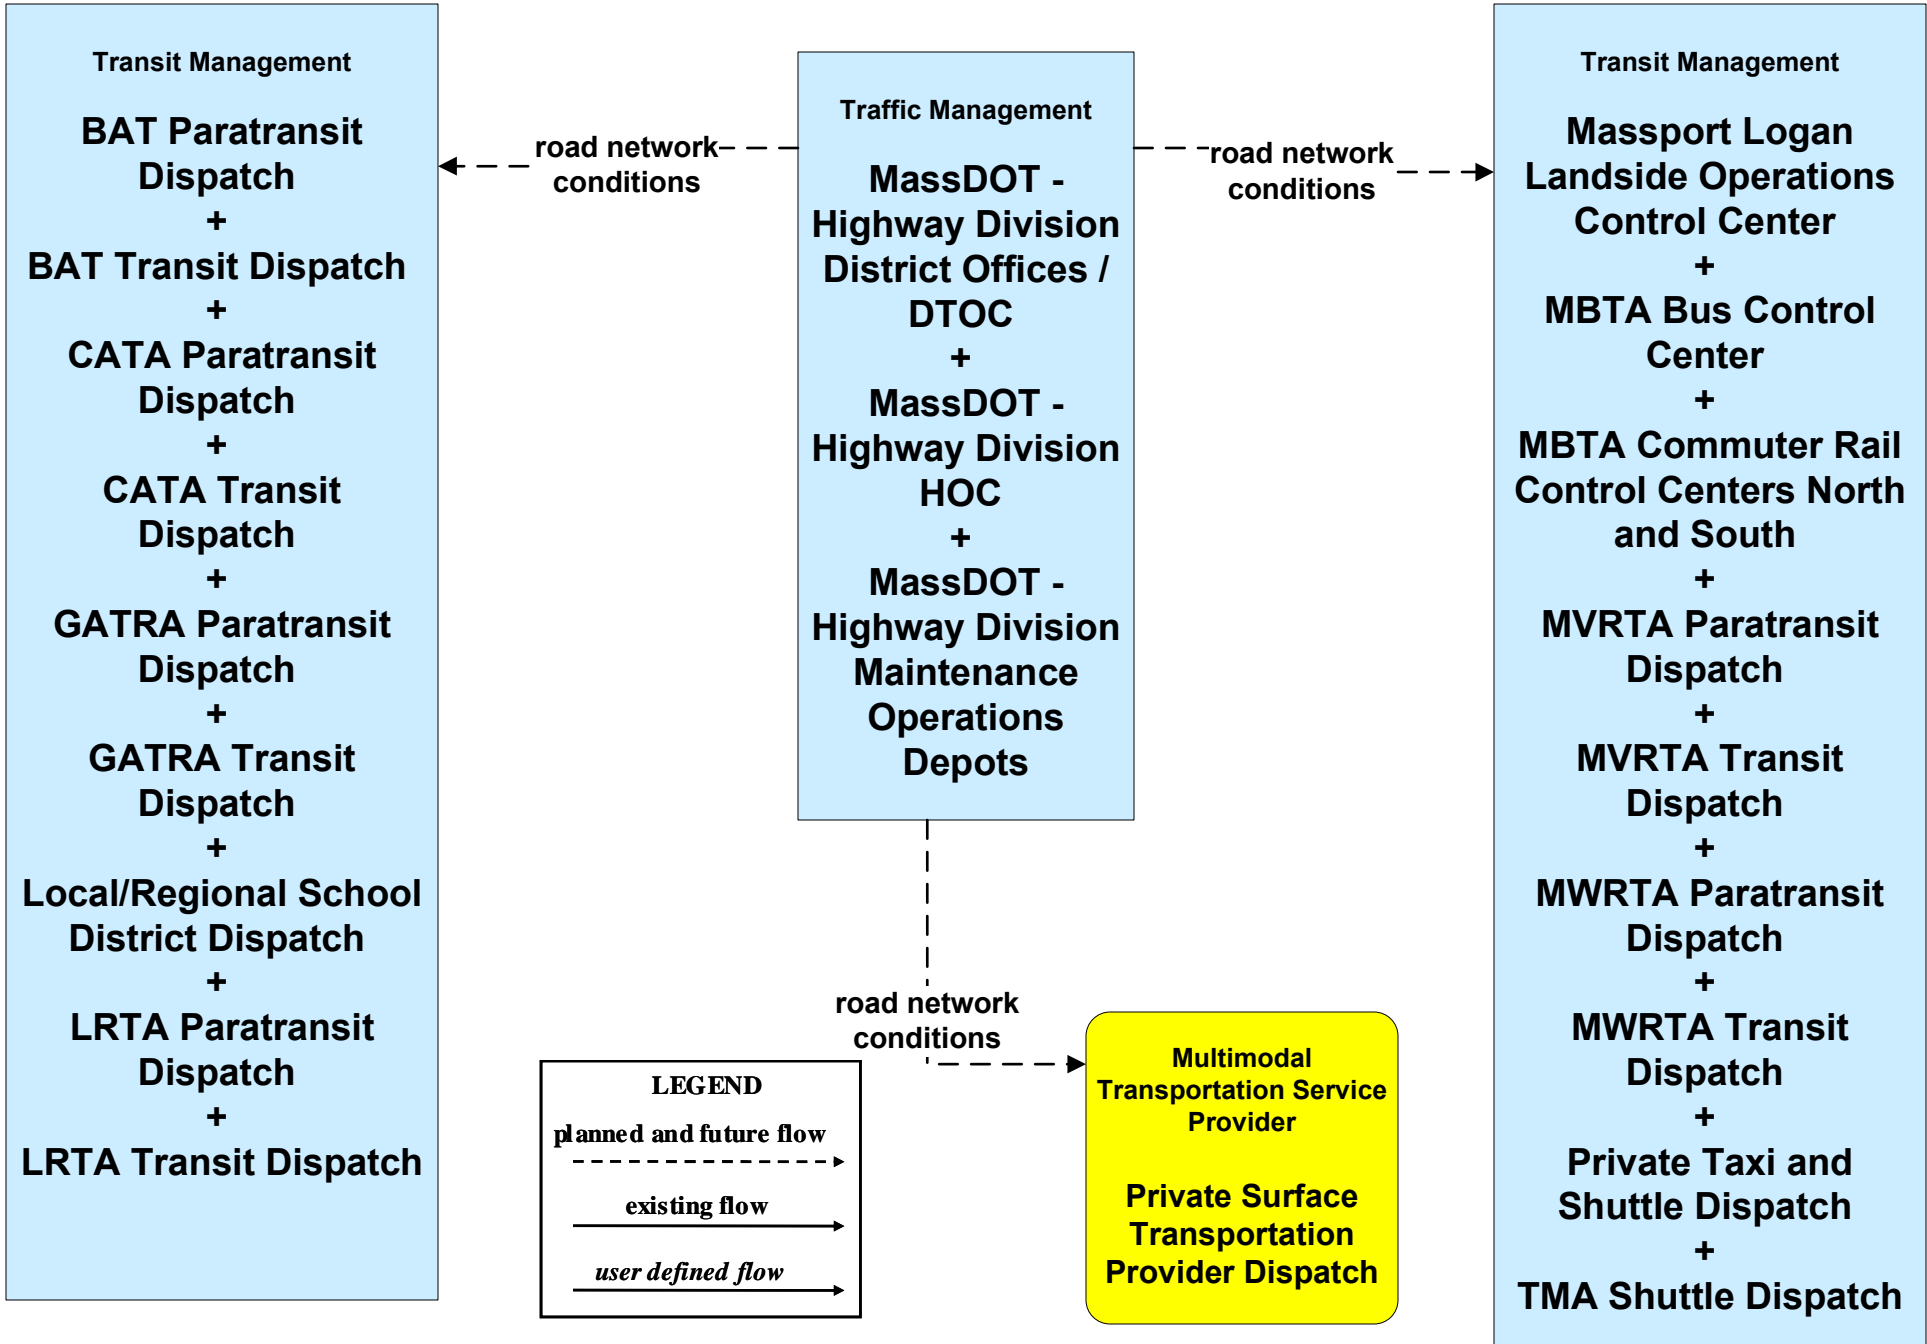 Transit Management
BAT Paratransit
Dispatch
+
BAT Transit Dispatch
+
CATA Paratransit
Dispatch
+
CATA Transit
Dispatch
+
GATRA Paratransit
Dispatch
+
GATRA Transit
Dispatch
+
Local/Regional School
District Dispatch
+
LRTA Paratransit
Dispatch
+
LRTA Transit Dispatch
road network
conditions
Traffic Management
MassDOT -
Highway Division
District Offices /
DTOC
+
MassDOT -
Highway Division
HOC
+
MassDOT -
Highway Division
Maintenance
Operations
Depots
road network
conditions
Transit Management
Massport Logan
Landside Operations
Control Center
+
MBTA Bus Control
Center
+
MBTA Commuter Rail
Control Centers North
and South
+
MVRTA Paratransit
Dispatch
+
MVRTA Transit
Dispatch
+
MWRTA Paratransit
Dispatch
+
MWRTA Transit
Dispatch
+
Private Taxi and
Shuttle Dispatch
+
TMA Shuttle Dispatch
road network
conditions
LEGEND
planned and future flow
existing flow
user defined flow
Multimodal
Transportation Service
Provider
Private Surface
Transportation
Provider Dispatch